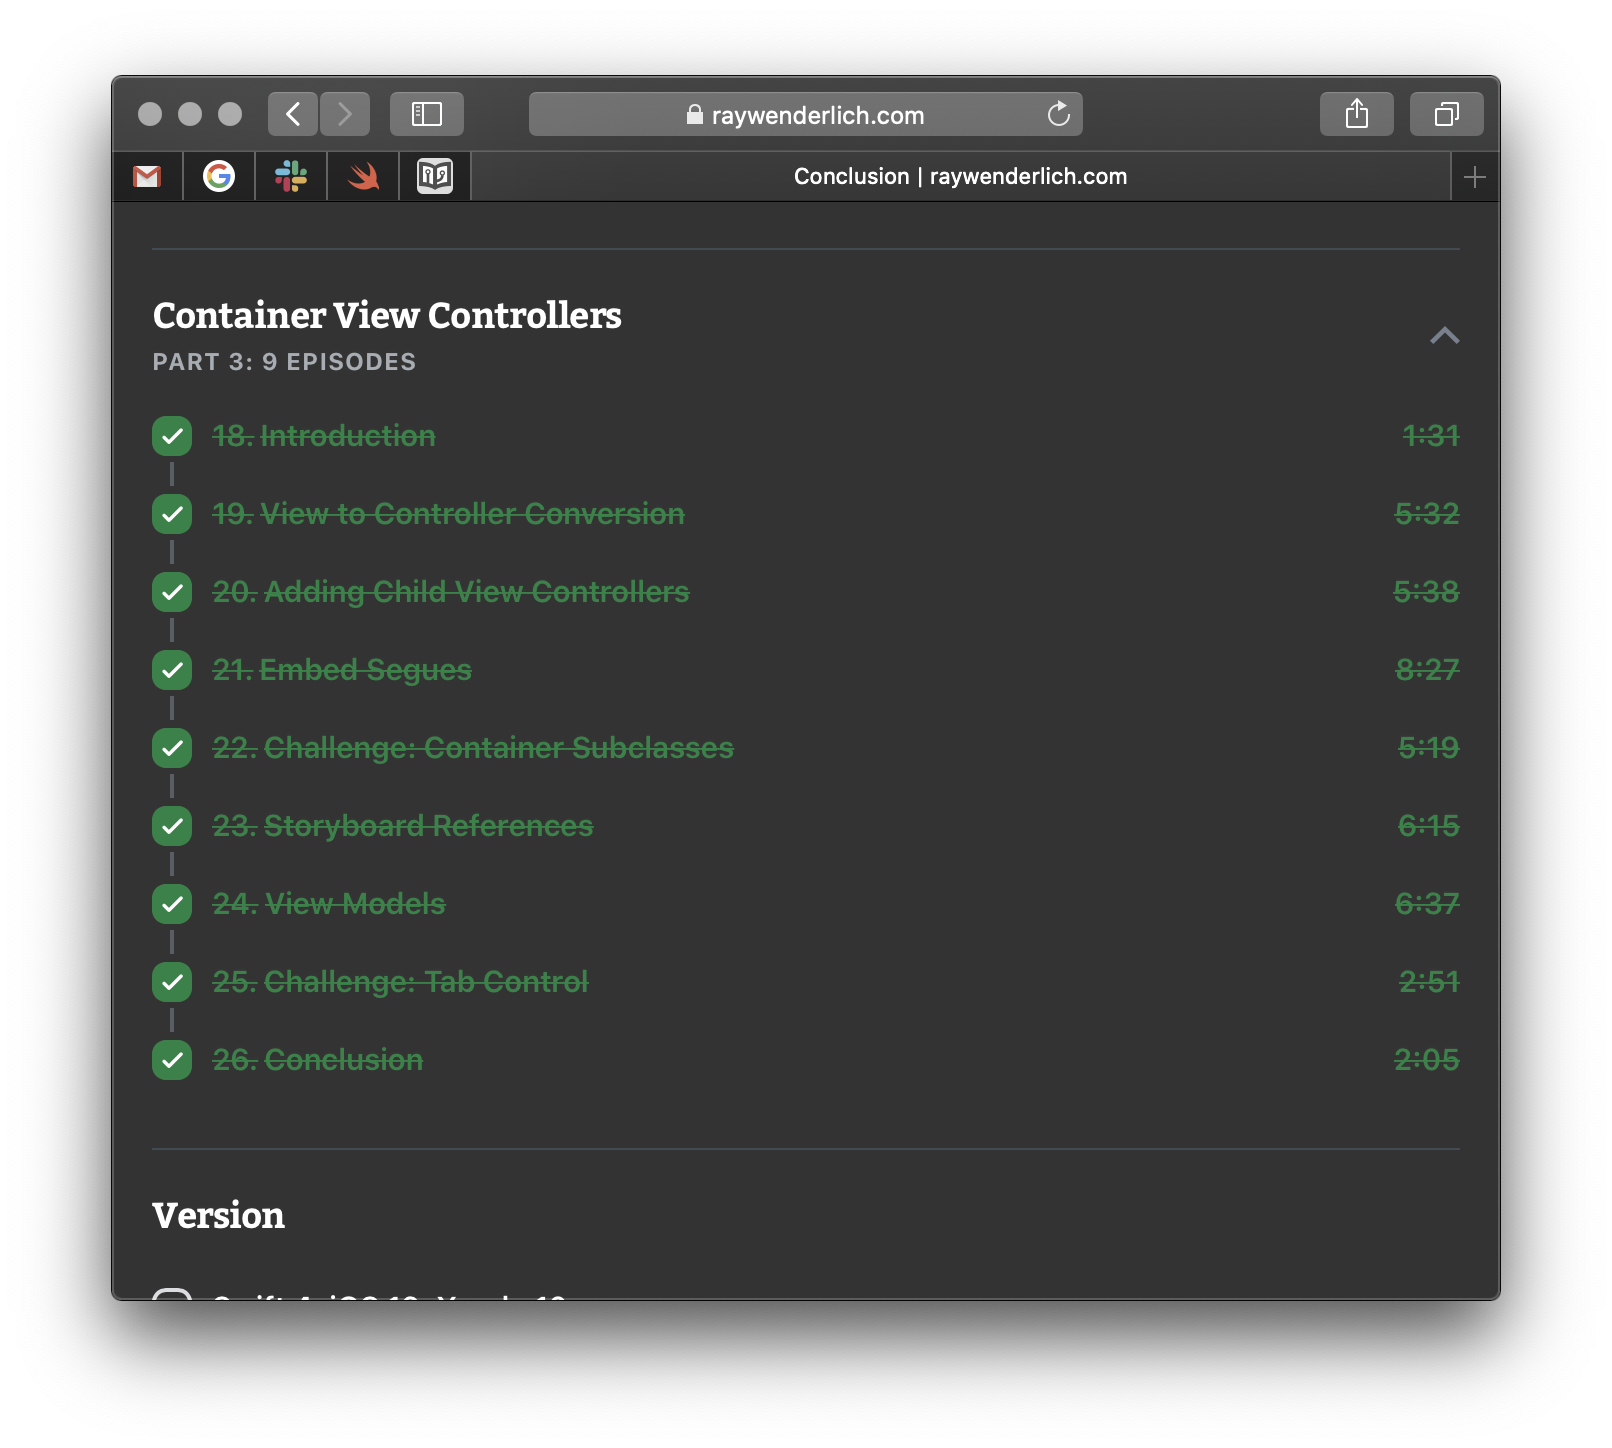 raywenderlich.com
Conclusion | raywenderlich.com
Container View Controllers
PART 3: 9 EPISODES
18. Introduction 1:31
19. View to Controller Conversion 5:32
20. Adding Child View Controllers 5:38
21. Embed Segues 8:27
22. Challenge: Container Subclasses 5:19
23. Storyboard References 6:15
24. View Models 6:37
25. Challenge: Tab Control 2:51
26. Conclusion 2:05
Version